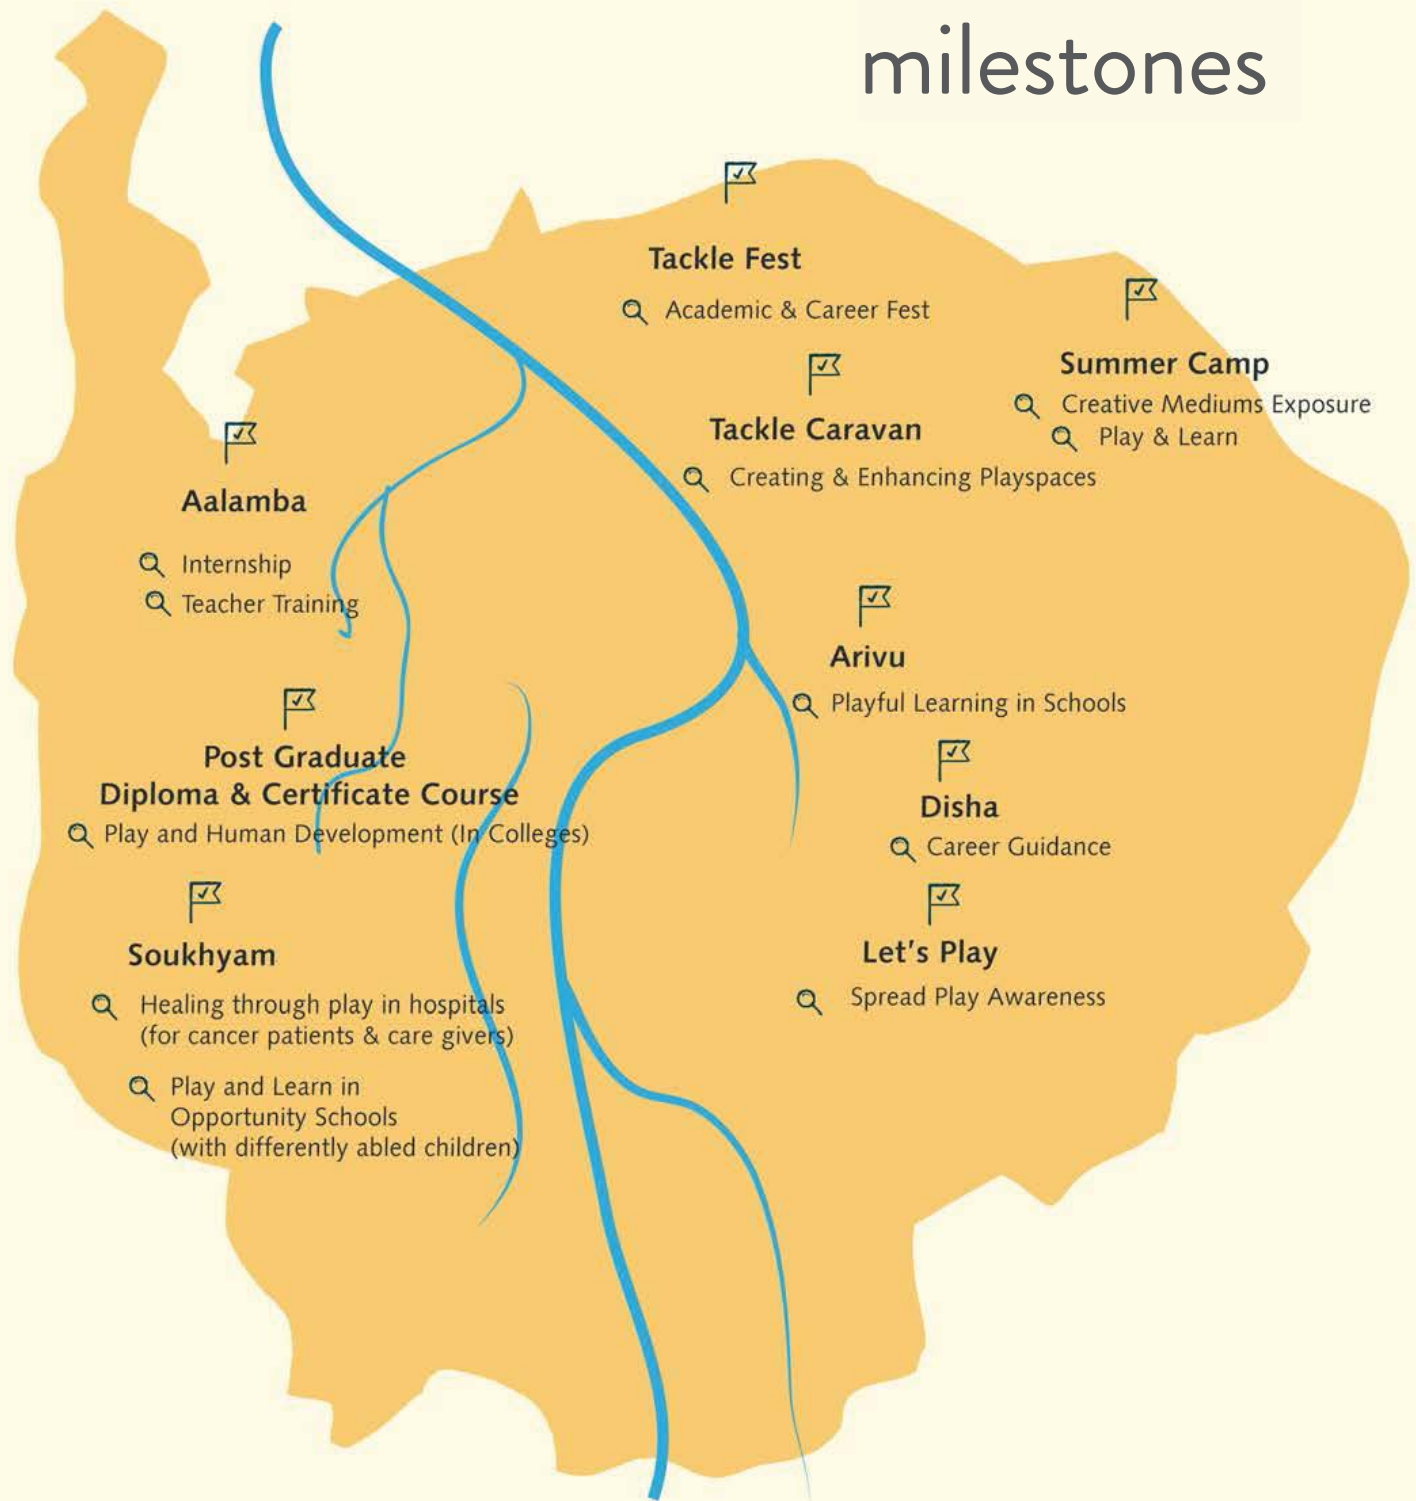 milestones
Tackle Fest
Academic & Career Fest
Summer Camp
Creative Mediums Exposure
Play & Learn
Tackle Caravan
Creating & Enhancing Playspaces
Aalamba
Internship
Teacher Training
Arivu
Playful Learning in Schools
Post Graduate
Diploma & Certificate Course
Play and Human Development (In Colleges)
Disha
Career Guidance
Soukhyam
Healing through play in hospitals
(for cancer patients & care givers)
Play and Learn in
Opportunity Schools
(with differently abled children)
Let's Play
Spread Play Awareness